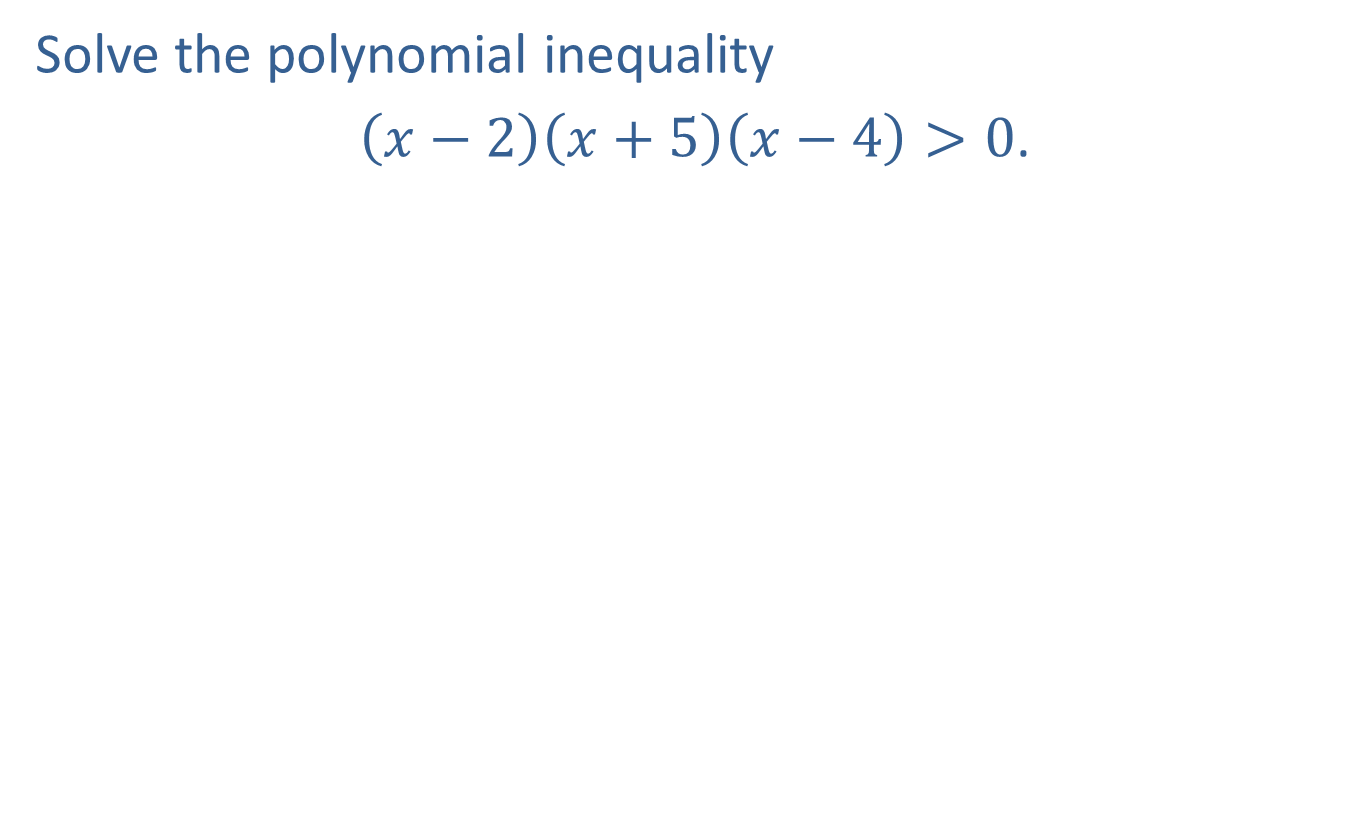 Solve the polynomial inequality
(𝑥 − 2)(𝑥 + 5)(𝑥 − 4) > 0.